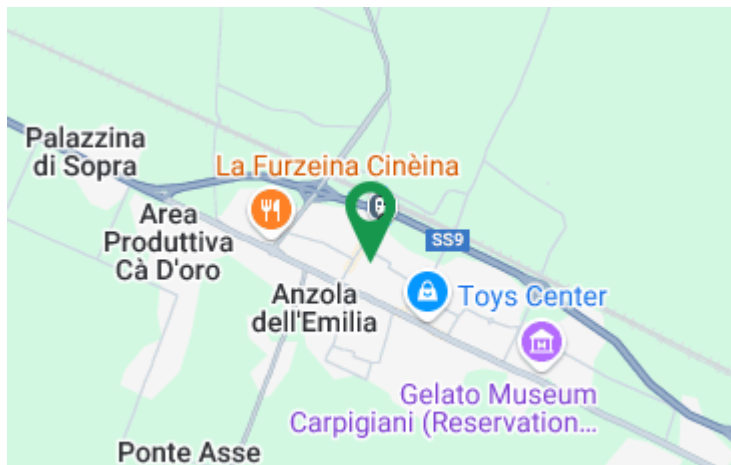 Palazzina
di Sopra
La Furzeina Cinèina
Area
Produttiva
Cà D'oro
SS9
Anzola
dell'Emilia
Toys Center
Gelato Museum
Carpigiani (Reservation...
Ponte Asse